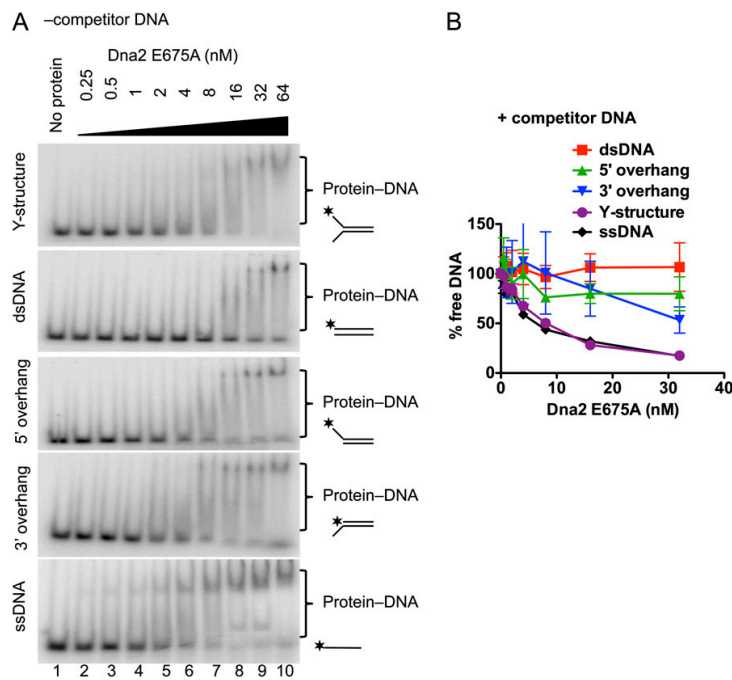 A
–competitor DNA
Dna2 E675A (nM)
No protein
0.25
0.5
1
2
4
8
16
32
64
Y-structure
Protein–DNA
dsDNA
Protein–DNA
5' overhang
Protein–DNA
3' overhang
Protein–DNA
ssDNA
Protein–DNA
1 2 3 4 5 6 7 8 9 10
B
+ competitor DNA
dsDNA
5' overhang
3' overhang
Y-structure
ssDNA
% free DNA
150
100
50
0
0 10 20 30 40
Dna2 E675A (nM)